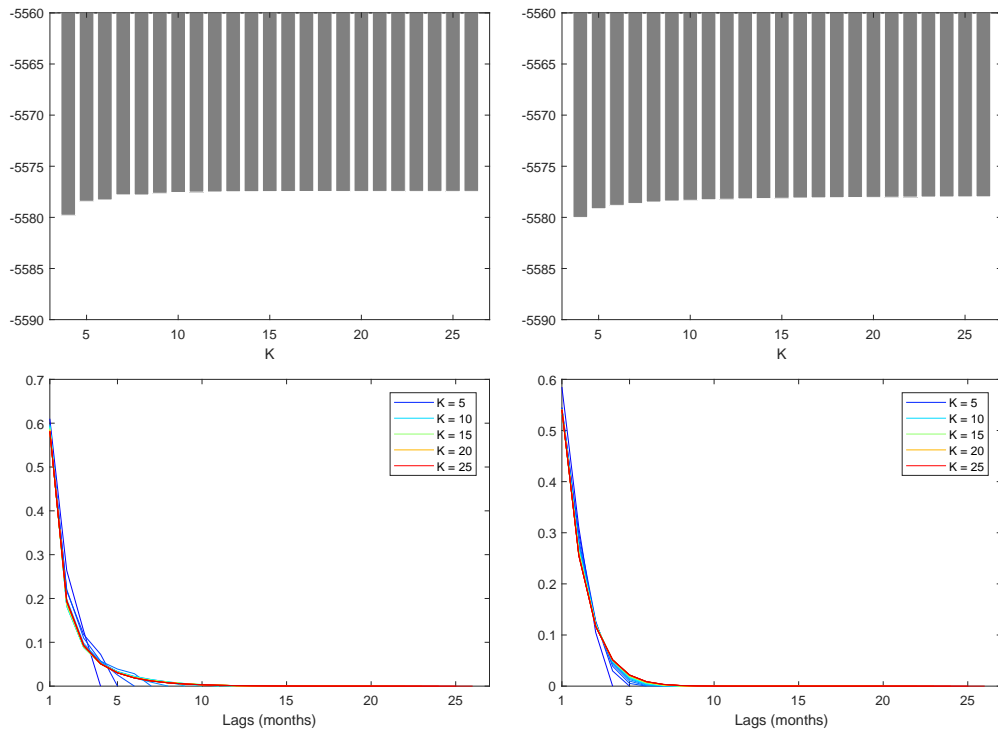 -5560
-5565
-5570
-5575
-5580
-5585
-5590
5 10 15 20 25
K
-5560
-5565
-5570
-5575
-5580
-5585
-5590
5 10 15 20 25
K
0.7
0.6
0.5
0.4
0.3
0.2
0.1
0
1 5 10 15 20 25
Lags (months)
K = 5
K = 10
K = 15
K = 20
K = 25
0.6
0.5
0.4
0.3
0.2
0.1
0
1 5 10 15 20 25
Lags (months)
K = 5
K = 10
K = 15
K = 20
K = 25